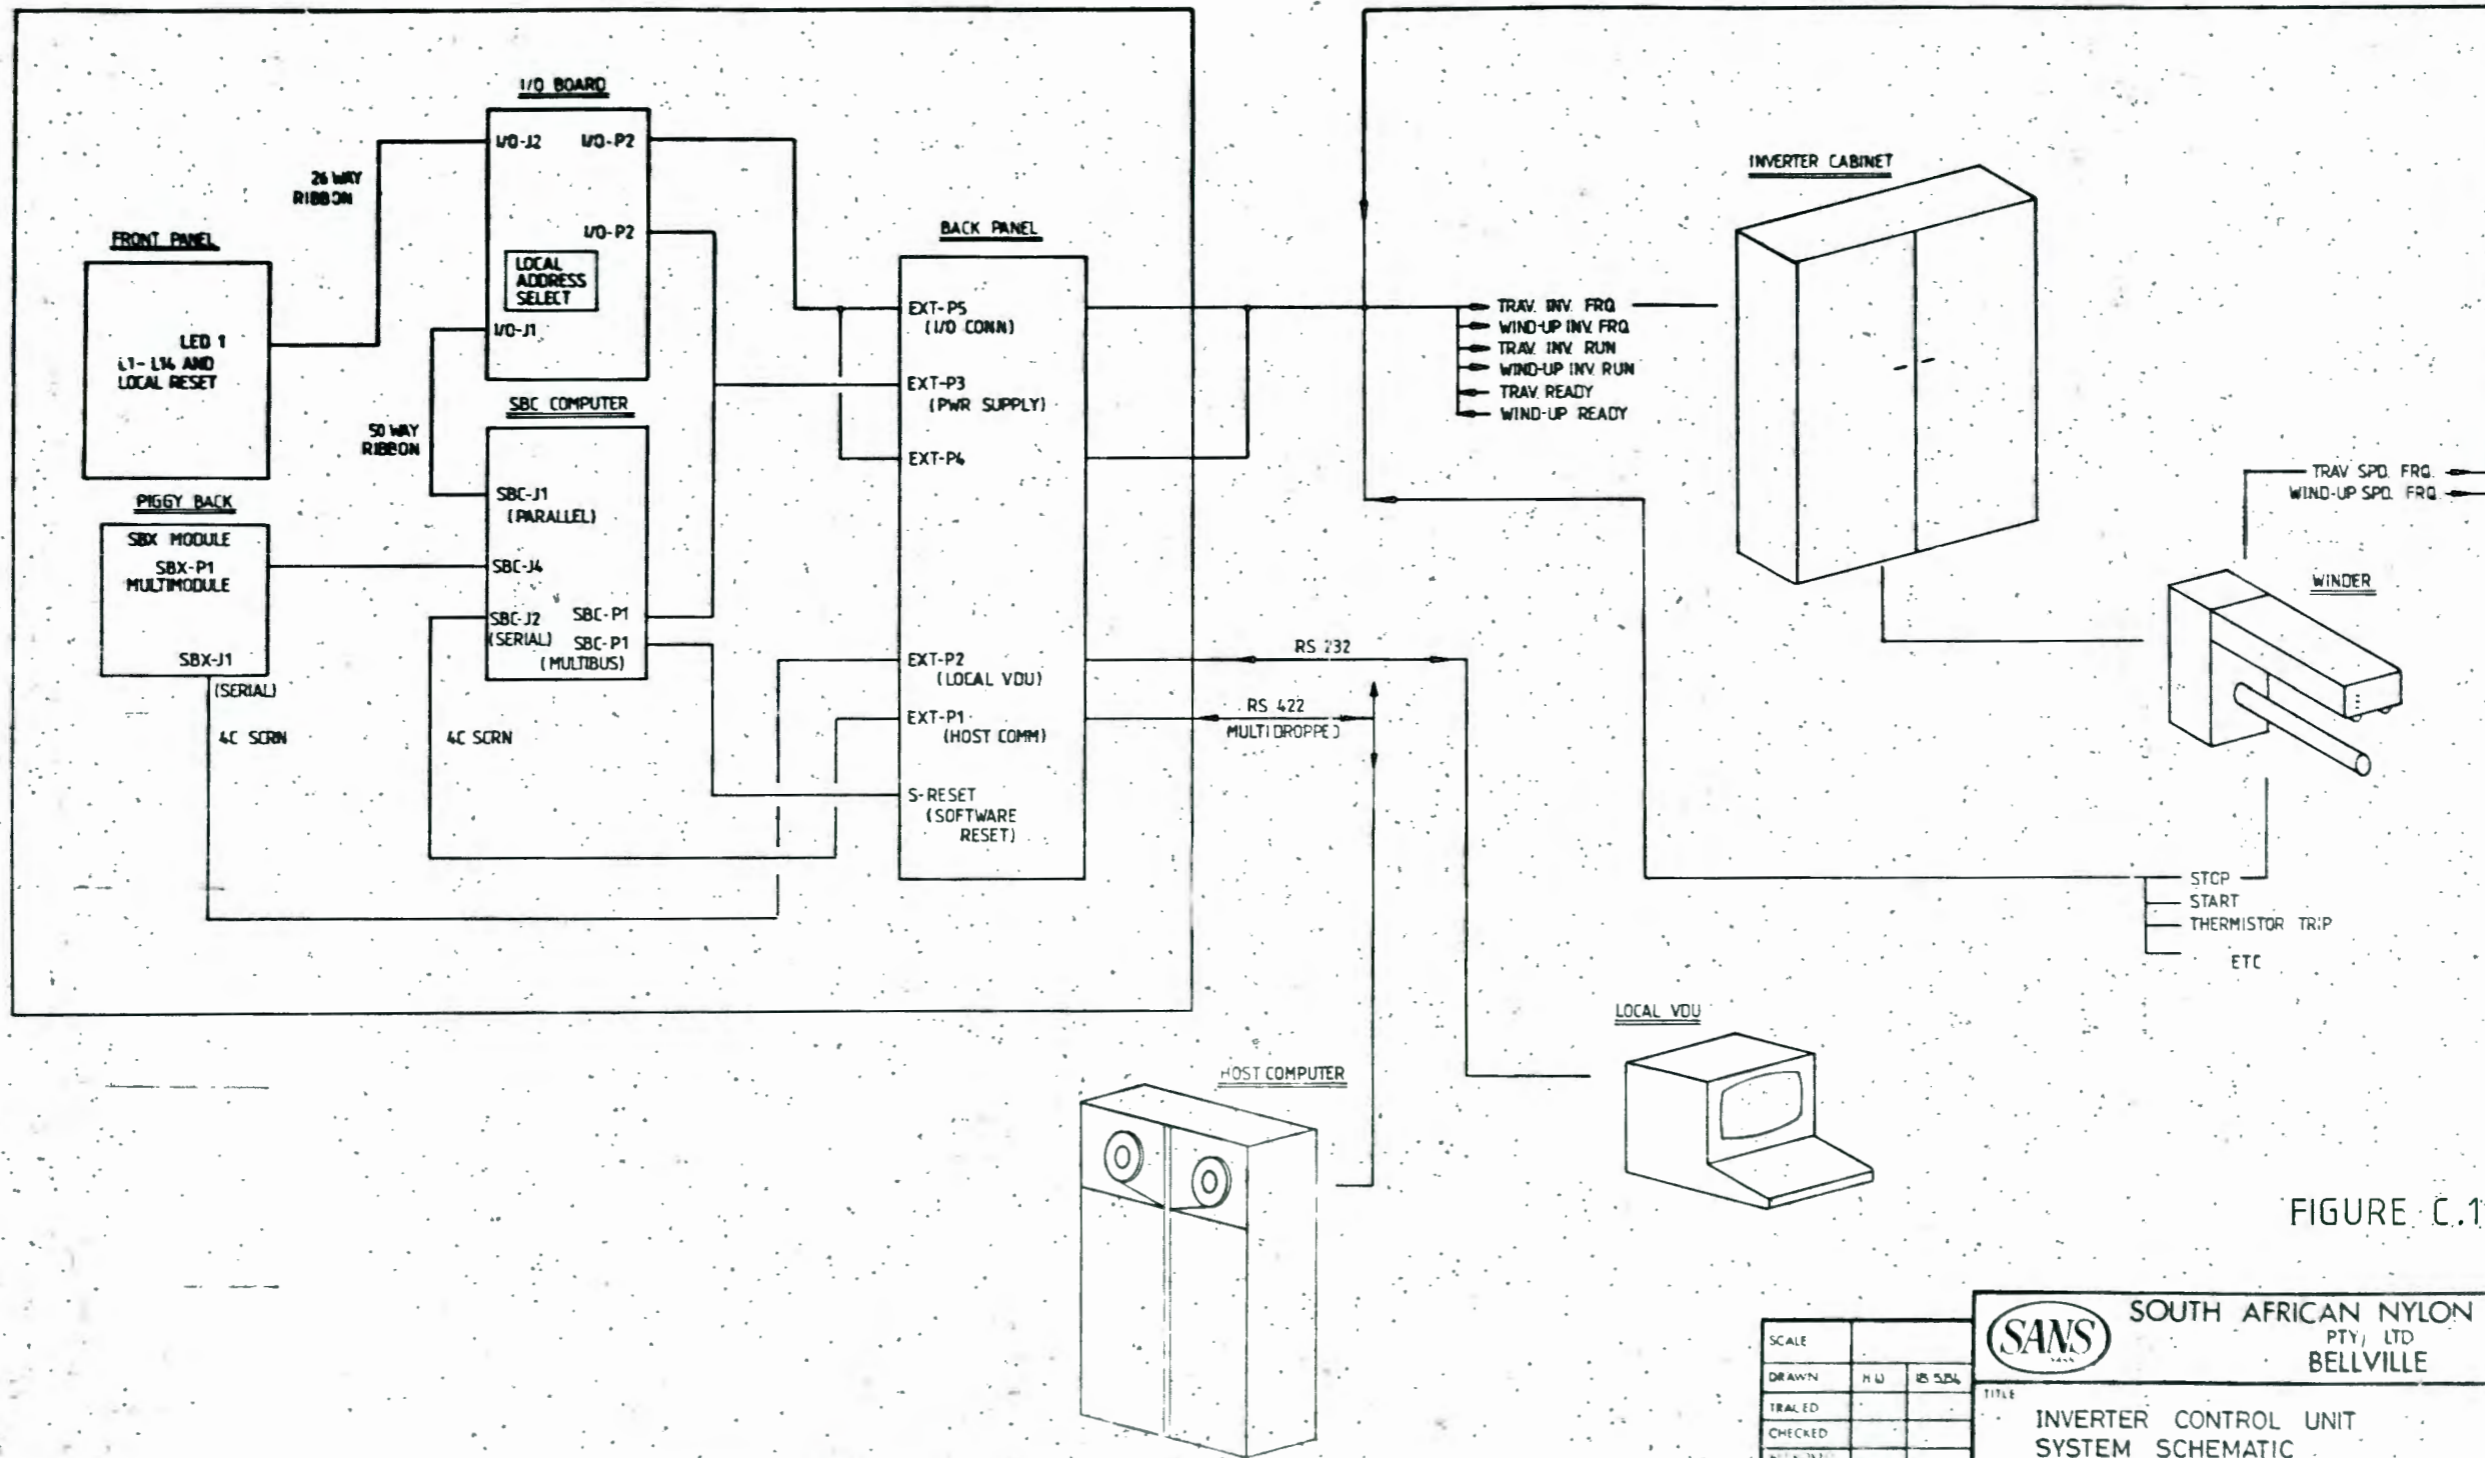 I/O BOARD
I/O-J2
I/O-P2
26 WAY
RIBBON
I/O-P2
LOCAL
ADDRESS
SELECT
I/O-J1
FRONT PANEL
LED 1
L1- L14 AND
LOCAL RESET
50 WAY
RIBBON
SBC COMPUTER
SBC-J1
(PARALLEL)
SBC-J4
SBC-J2
(SERIAL)
SBC-P1
SBC-P1
(MULTIBUS)
PIGGY BACK
SBX MODULE
SBX-P1
MULTIMODULE
SBX-J1
(SERIAL)
4C SCRN
4C SCRN
BACK PANEL
EXT-P5
(I/O CONN)
EXT-P3
(PWR SUPPLY)
EXT-P4
EXT-P2
(LOCAL VDU)
EXT-P1
(HOST COMM)
S-RESET
(SOFTWARE
RESET)
RS 232
RS 422
MULTIDROPPED
INVERTER CABINET
TRAV. INV. FRQ
WIND-UP INV. FRQ
TRAV. INV. RUN
WIND-UP INV. RUN
TRAV. READY
WIND-UP READY
TRAV SPD. FRQ.
WIND-UP SPD. FRQ
WINDER
STOP
START
THERMISTOR TRIP
ETC
LOCAL VDU
HOST COMPUTER
FIGURE C.1
SCALE
DRAWN
TRACED
CHECKED
SANS
SOUTH AFRICAN NYLON
PTY, LTD
BELLVILLE
TITLE
INVERTER CONTROL UNIT
SYSTEM SCHEMATIC